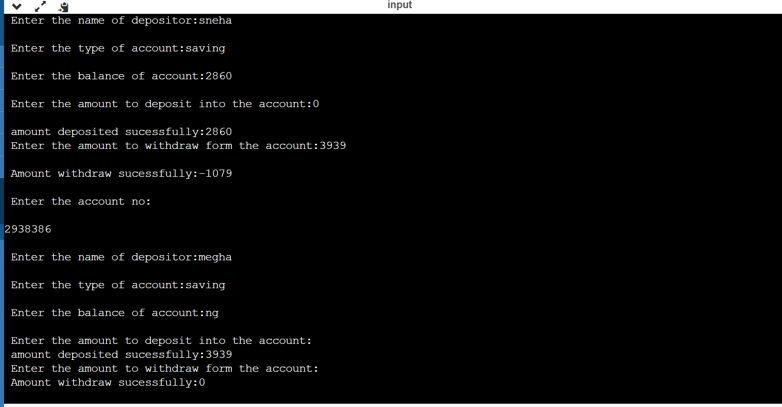 input
Enter the name of depositor:sneha
Enter the type of account:saving
Enter the balance of account:2860
Enter the amount to deposit into the account:0
amount deposited sucessfully:2860
Enter the amount to withdraw form the account:3939
Amount withdraw sucessfully:-1079
Enter the account no:
2938386
Enter the name of depositor:megha
Enter the type of account:saving
Enter the balance of account:ng
Enter the amount to deposit into the account:
amount deposited sucessfully:3939
Enter the amount to withdraw form the account:
Amount withdraw sucessfully:0